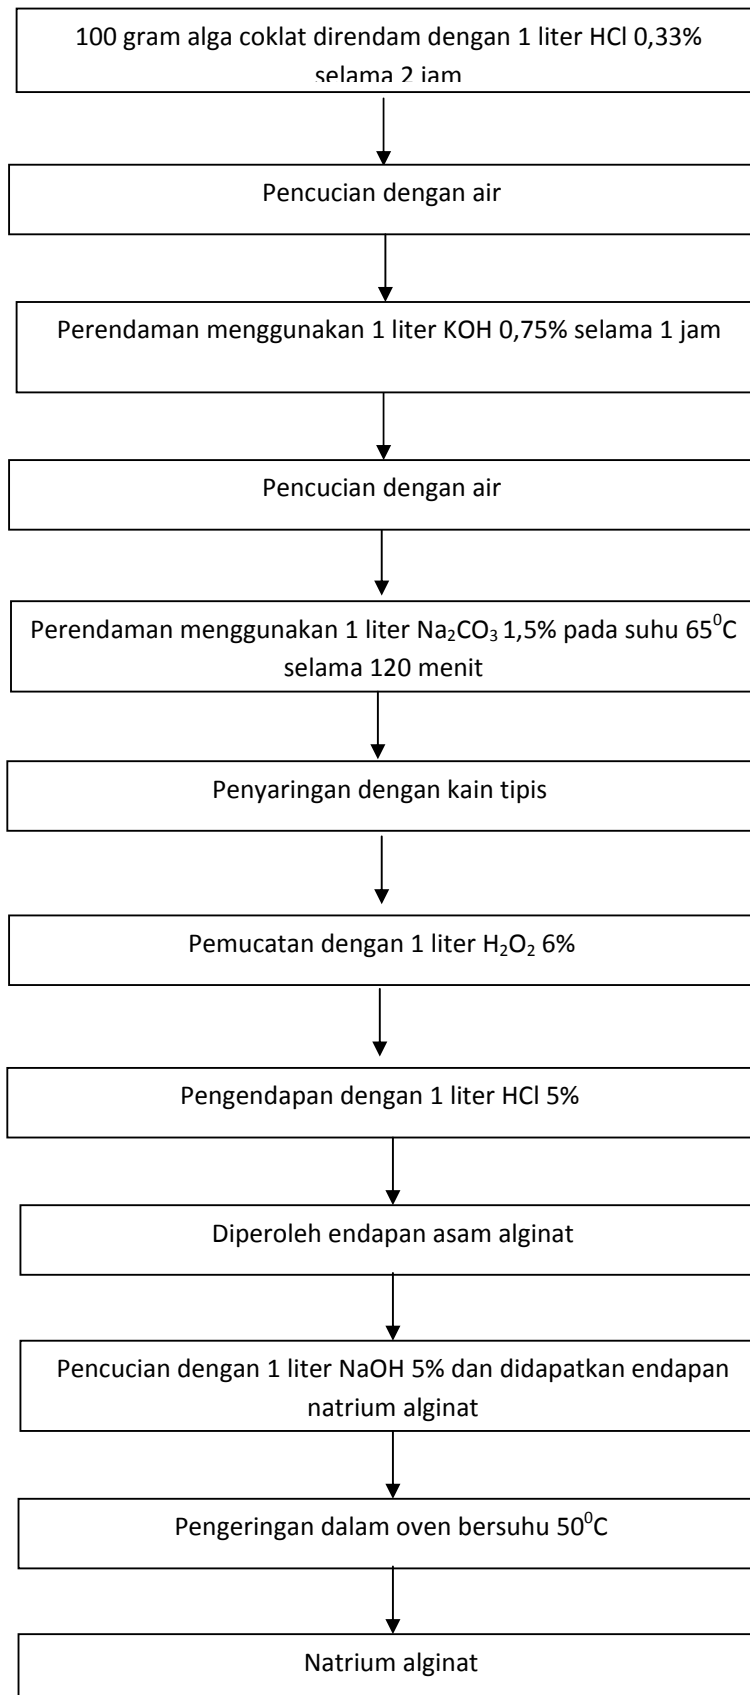 100 gram alga coklat direndam dengan 1 liter HCl 0,33%
selama 2 jam
Pencucian dengan air
Perendaman menggunakan 1 liter KOH 0,75% selama 1 jam
Pencucian dengan air
Perendaman menggunakan 1 liter Na₂CO₃ 1,5% pada suhu 65⁰C
selama 120 menit
Penyaringan dengan kain tipis
Pemucatan dengan 1 liter H₂O₂ 6%
Pengendapan dengan 1 liter HCl 5%
Diperoleh endapan asam alginat
Pencucian dengan 1 liter NaOH 5% dan didapatkan endapan
natrium alginat
Pengeringan dalam oven bersuhu 50⁰C
Natrium alginat